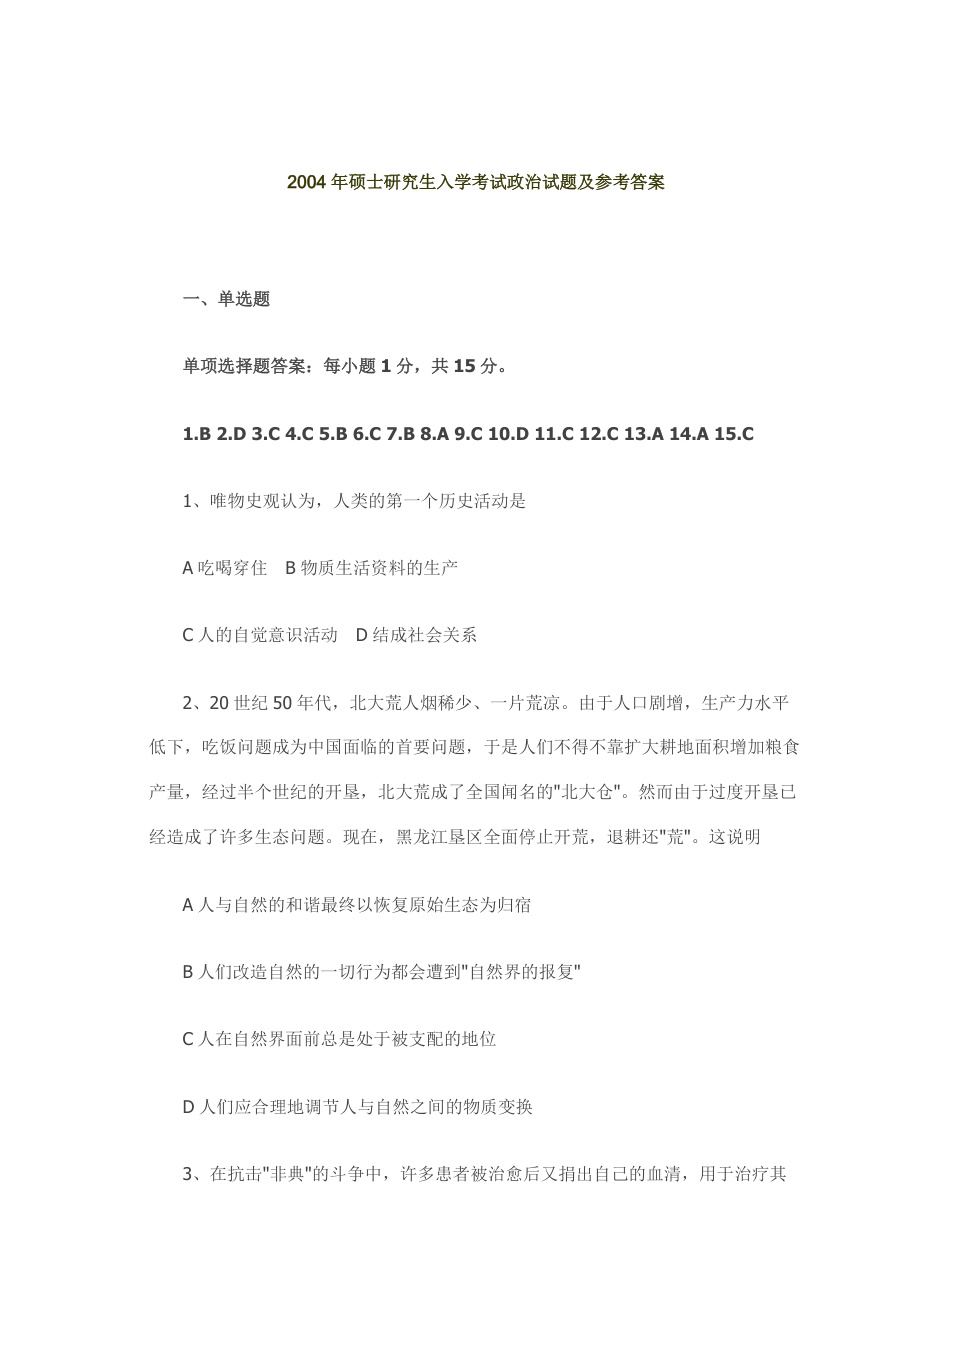 2004 年硕士研究生入学考试政治试题及参考答案
一、单选题
单项选择题答案：每小题 1 分，共 15 分。
1.B 2.D 3.C 4.C 5.B 6.C 7.B 8.A 9.C 10.D 11.C 12.C 13.A 14.A 15.C
1、唯物史观认为，人类的第一个历史活动是
A 吃喝穿住　B 物质生活资料的生产
C 人的自觉意识活动　D 结成社会关系
2、20 世纪 50 年代，北大荒人烟稀少、一片荒凉。由于人口剧增，生产力水平
低下，吃饭问题成为中国面临的首要问题，于是人们不得不靠扩大耕地面积增加粮食
产量，经过半个世纪的开垦，北大荒成了全国闻名的"北大仓"。然而由于过度开垦已
经造成了许多生态问题。现在，黑龙江垦区全面停止开荒，退耕还"荒"。这说明
A 人与自然的和谐最终以恢复原始生态为归宿
B 人们改造自然的一切行为都会遭到"自然界的报复"
C 人在自然界面前总是处于被支配的地位
D 人们应合理地调节人与自然之间的物质变换
3、在抗击"非典"的斗争中，许多患者被治愈后又捐出自己的血清，用于治疗其